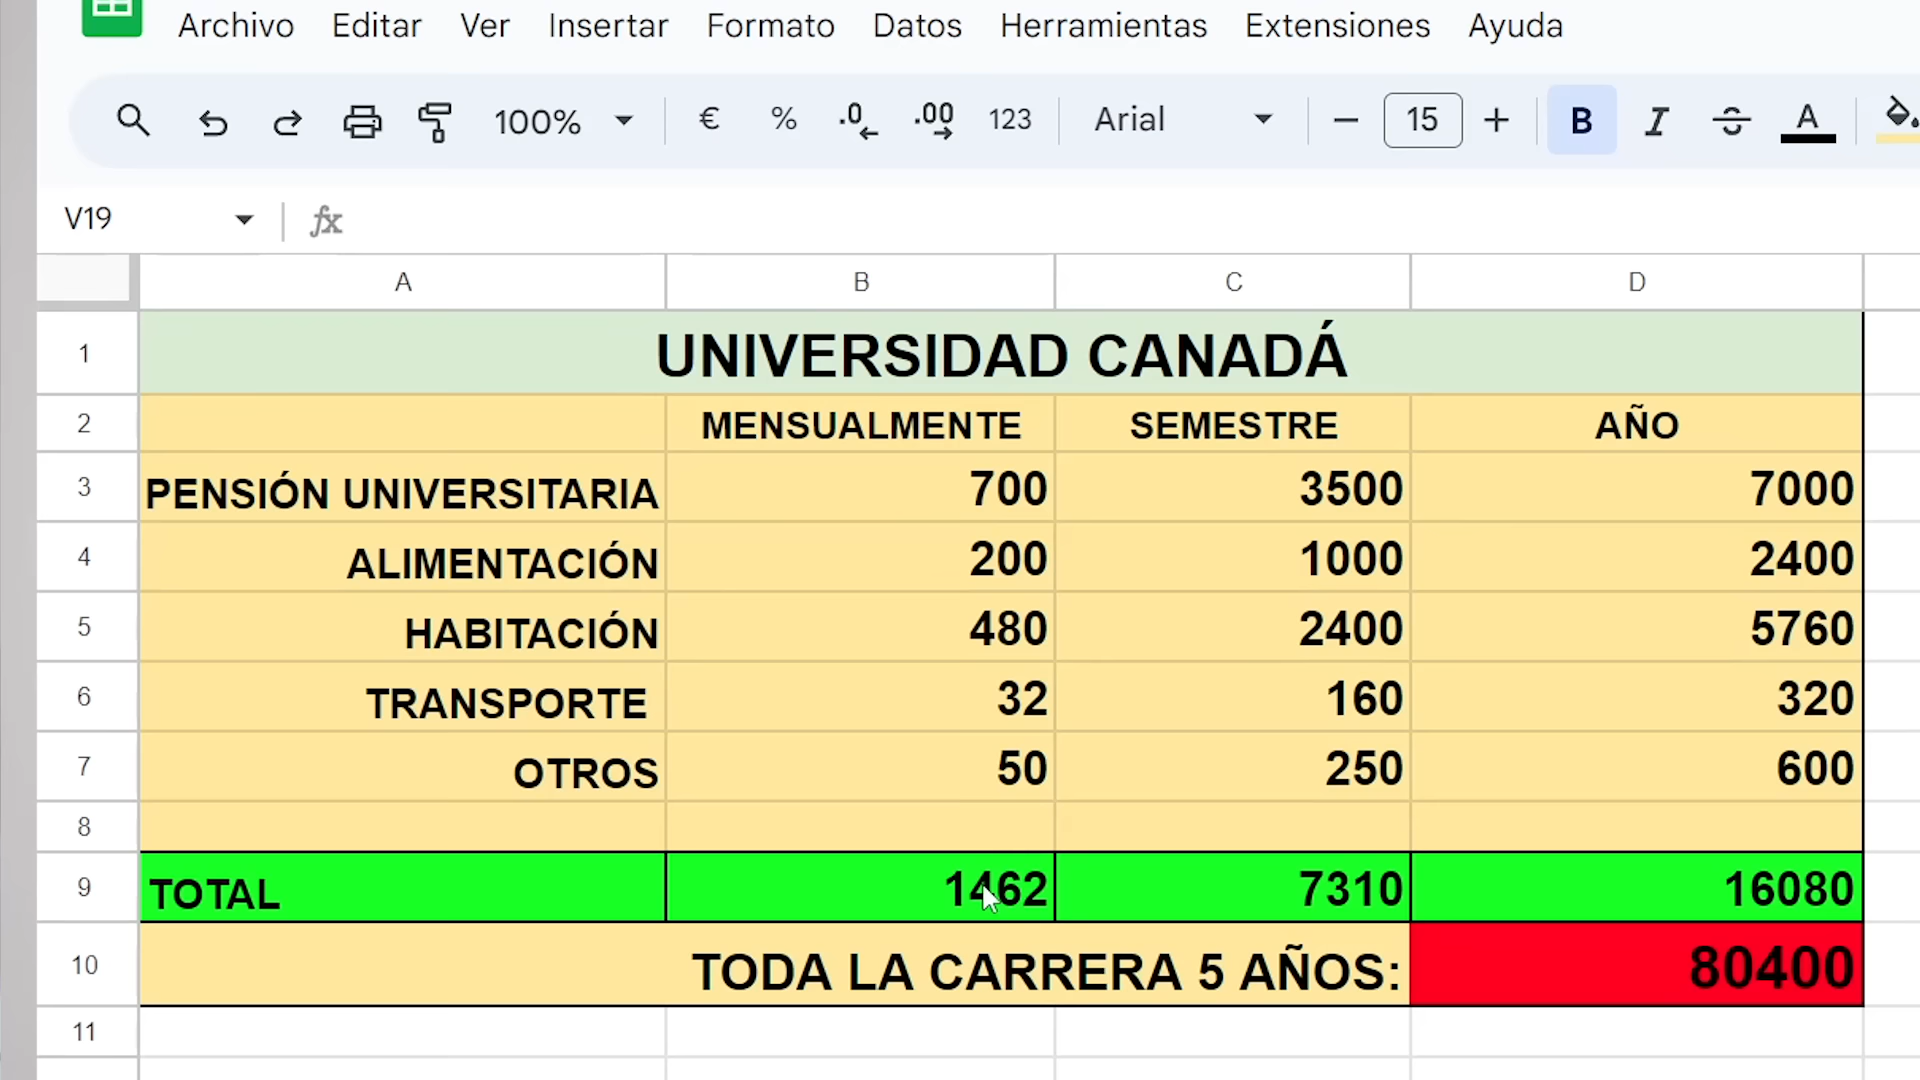 Archivo Editar Ver Insertar Formato Datos Herramientas Extensiones Ayuda
100% € % .0 .00 123 Arial 15 B I S A
V19 fx
A B C D
1 UNIVERSIDAD CANADÁ
2 MENSUALMENTE SEMESTRE AÑO
3 PENSIÓN UNIVERSITARIA 700 3500 7000
4 ALIMENTACIÓN 200 1000 2400
5 HABITACIÓN 480 2400 5760
6 TRANSPORTE 32 160 320
7 OTROS 50 250 600
8
9 TOTAL 1462 7310 16080
10 TODA LA CARRERA 5 AÑOS: 80400
11